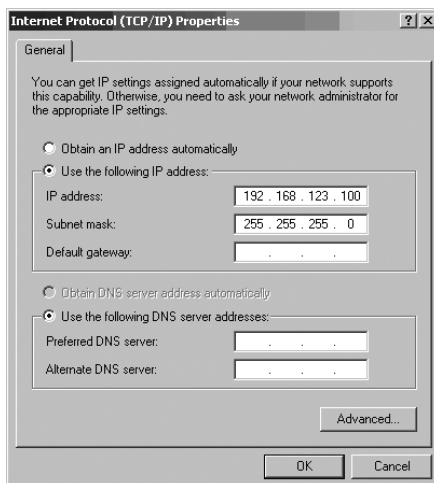 Internet Protocol (TCP/IP) Properties
General
You can get IP settings assigned automatically if your network supports
this capability. Otherwise, you need to ask your network administrator for
the appropriate IP settings.
Obtain an IP address automatically
Use the following IP address:
IP address: 192 . 168 . 123 . 100
Subnet mask: 255 . 255 . 255 . 0
Default gateway: . . .
Obtain DNS server address automatically
Use the following DNS server addresses:
Preferred DNS server: . . .
Alternate DNS server: . . .
Advanced...
OK Cancel